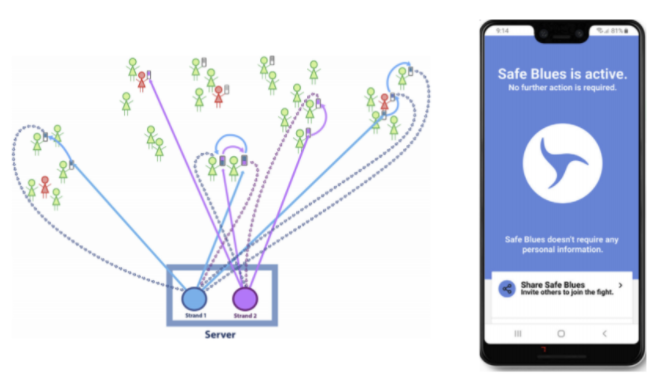 Strand 1
Strand 2
Server
9:14
81%
Safe Blues is active.
No further action is required.
Safe Blues doesn't require any
personal information.
Share Safe Blues
Invite others to join the fight.